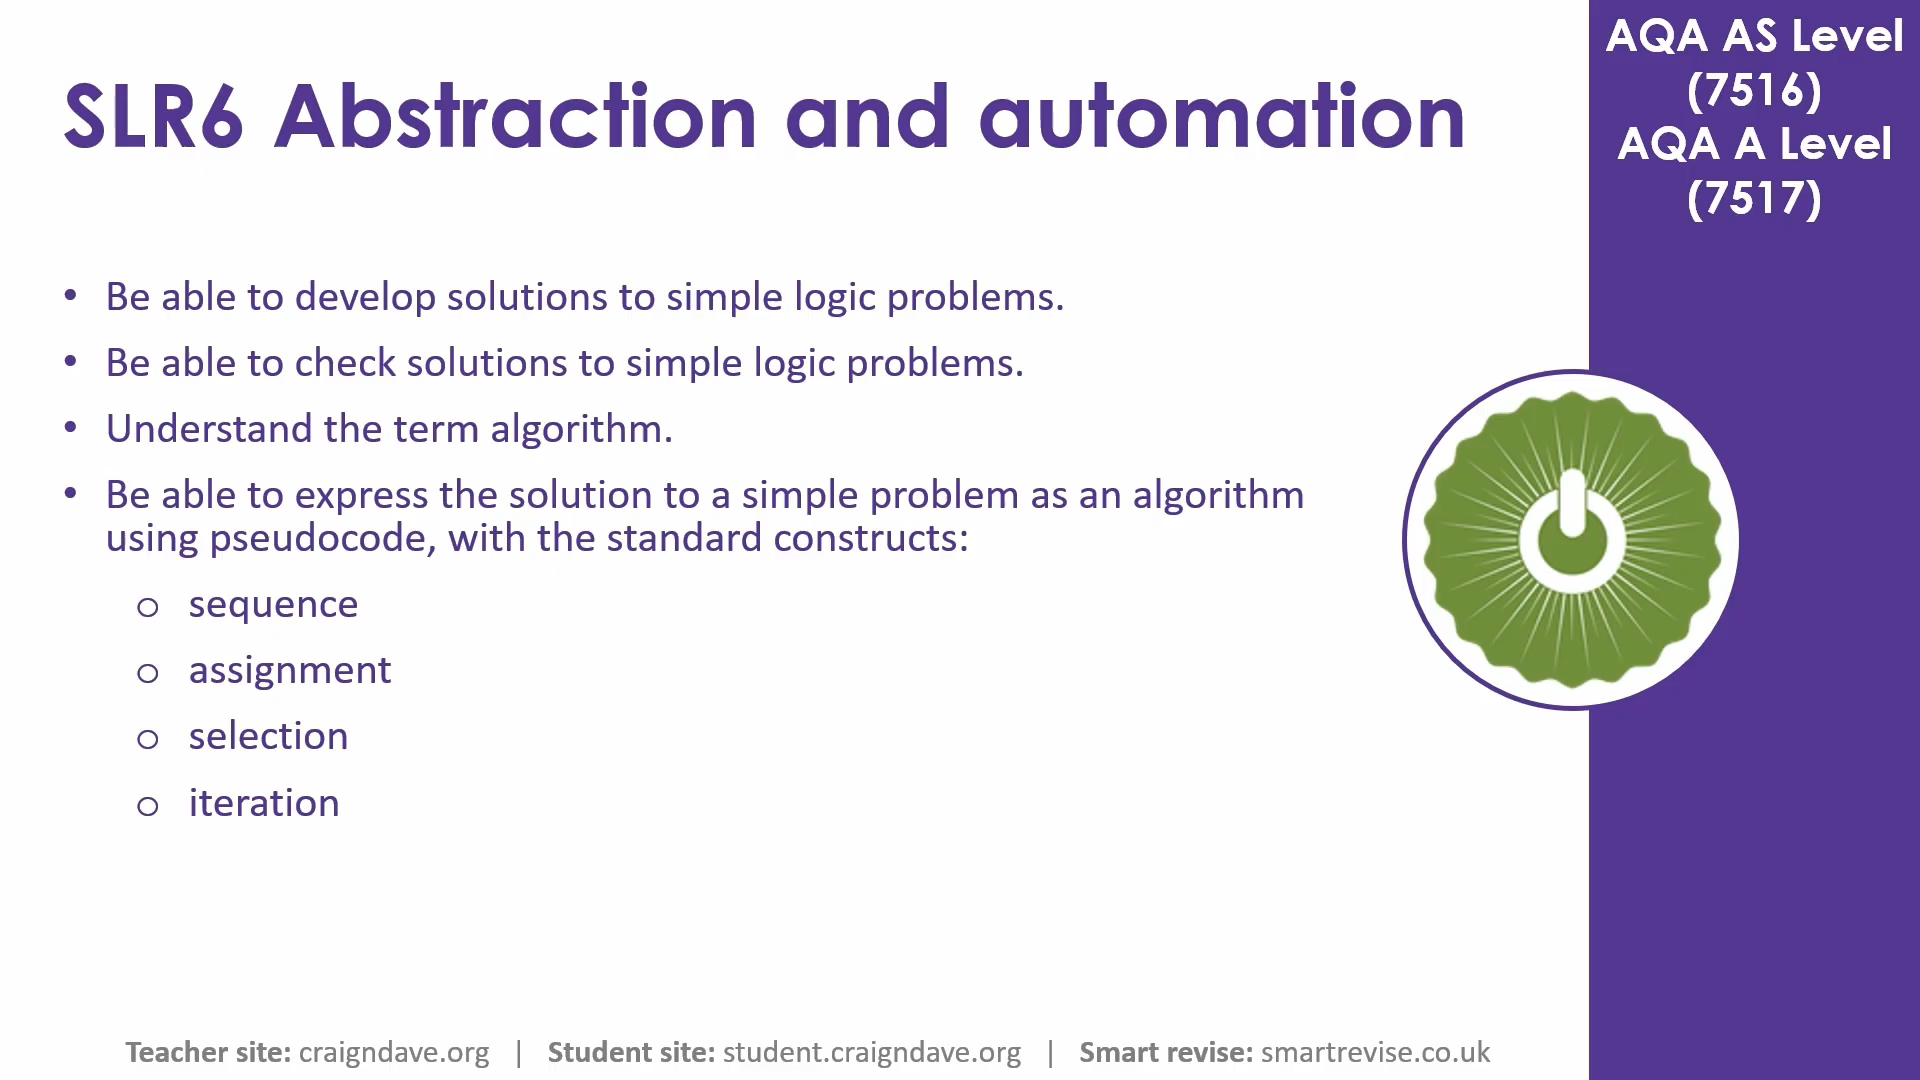 SLR6 Abstraction and automation
AQA AS Level
(7516)
AQA A Level
(7517)
• Be able to develop solutions to simple logic problems.
• Be able to check solutions to simple logic problems.
• Understand the term algorithm.
• Be able to express the solution to a simple problem as an algorithm
using pseudocode, with the standard constructs:
o sequence
o assignment
o selection
o iteration
Teacher site: craigndave.org | Student site: student.craigndave.org | Smart revise: smartrevise.co.uk